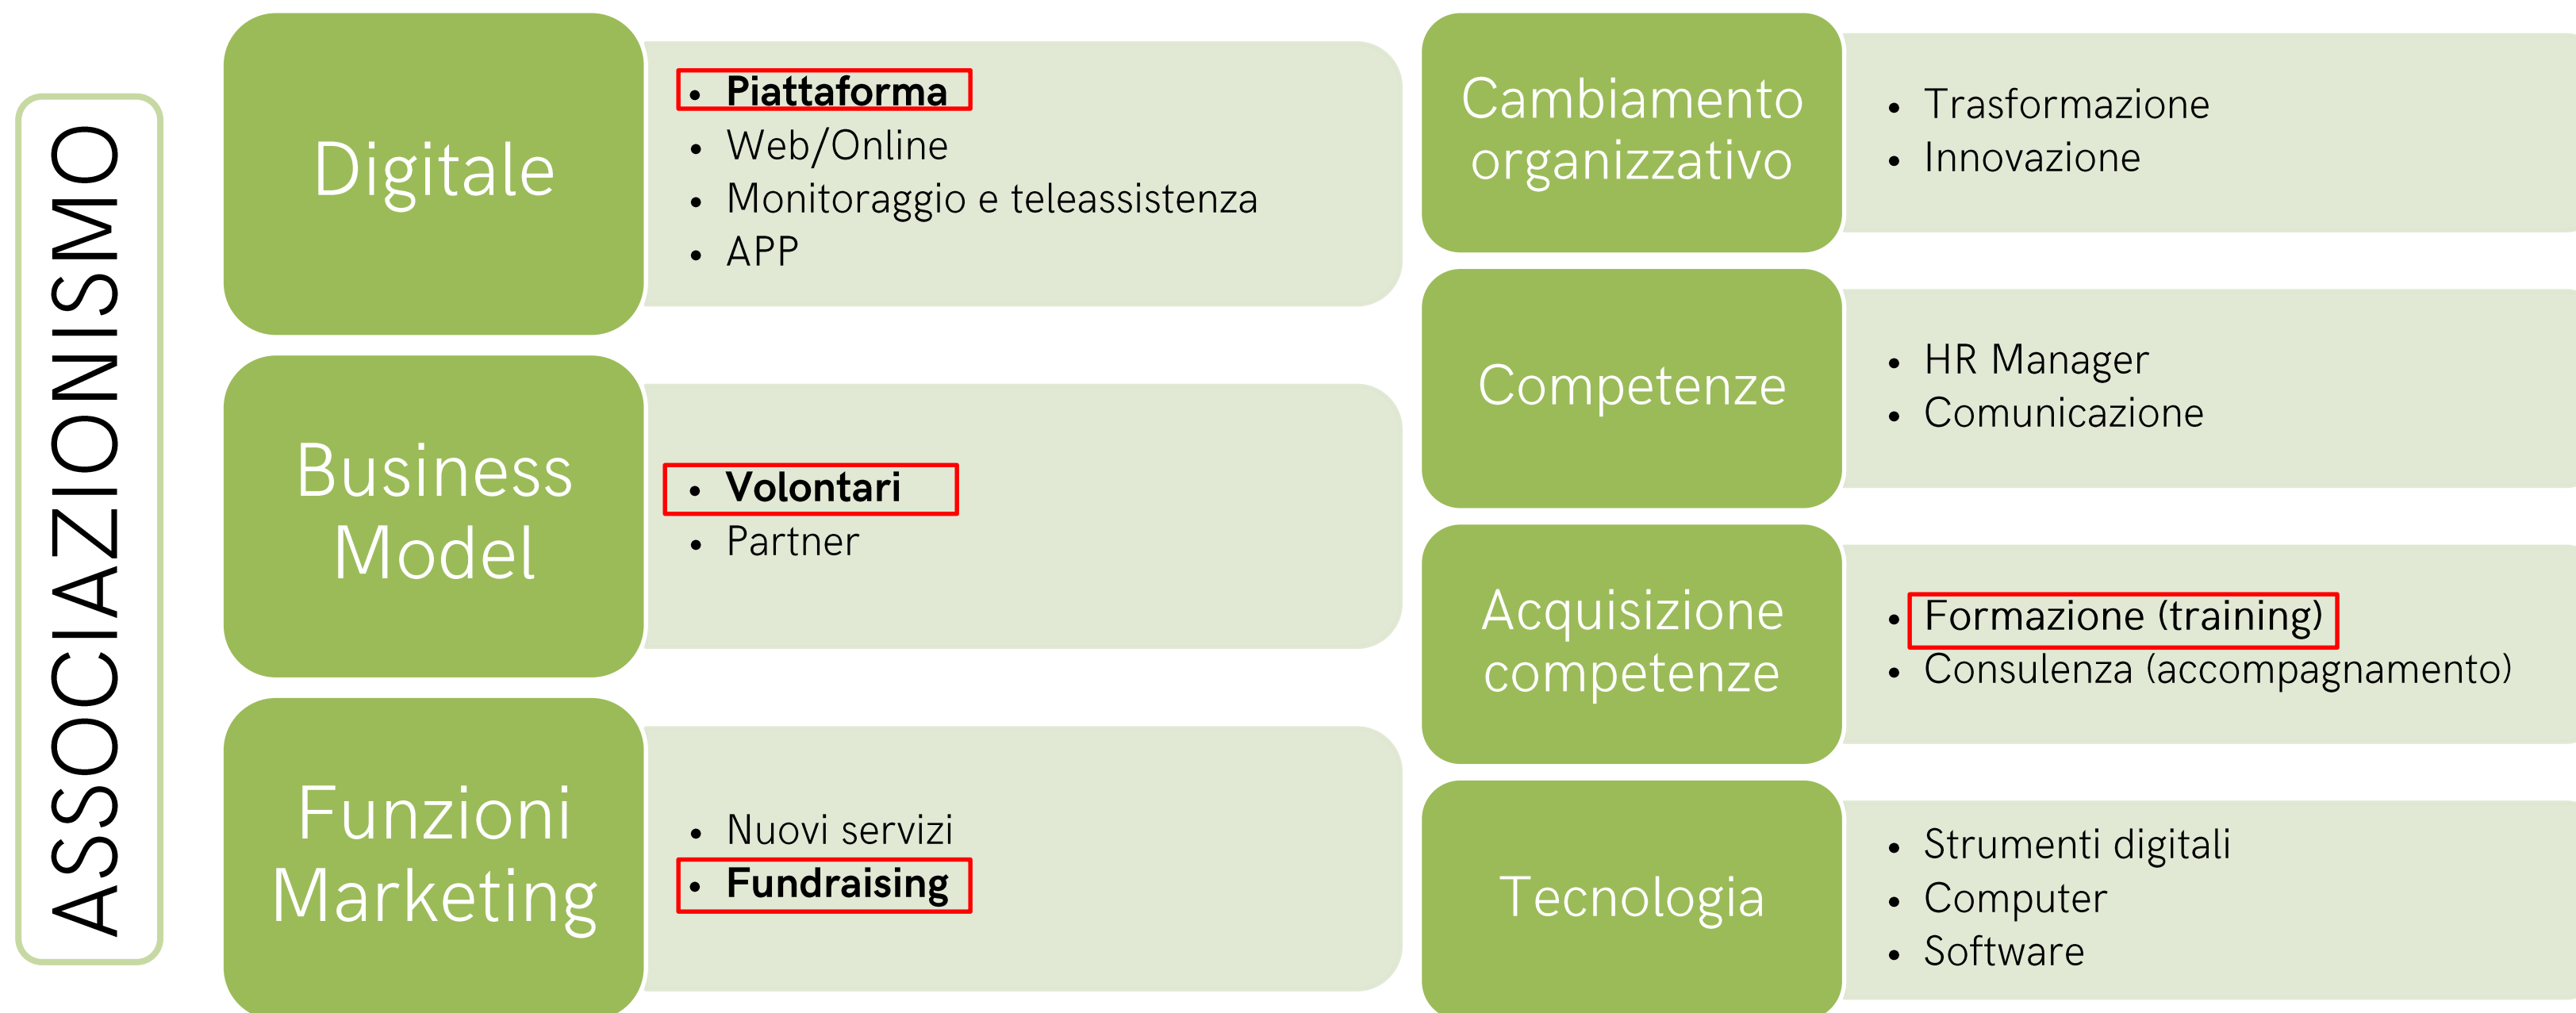 ASSOCIAZIONISMO
Digitale
• Piattaforma
• Web/Online
• Monitoraggio e teleassistenza
• APP
Business
Model
• Volontari
• Partner
Funzioni
Marketing
• Nuovi servizi
• Fundraising
Cambiamento
organizzativo
• Trasformazione
• Innovazione
Competenze
• HR Manager
• Comunicazione
Acquisizione
competenze
• Formazione (training)
• Consulenza (accompagnamento)
Tecnologia
• Strumenti digitali
• Computer
• Software